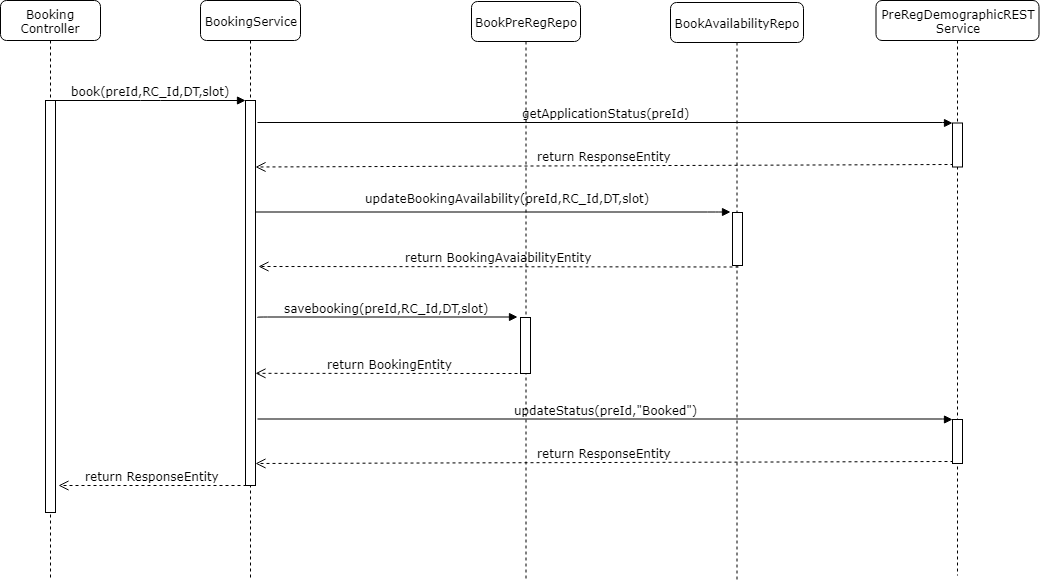 Booking
Controller
BookingService
BookPreRegRepo
BookAvailabilityRepo
PreRegDemographicREST
Service
book(preId,RC_Id,DT,slot)
getApplicationStatus(preId)
return ResponseEntity
updateBookingAvailability(preId,RC_Id,DT,slot)
return BookingAvaiabilityEntity
savebooking(preId,RC_Id,DT,slot)
return BookingEntity
updateStatus(preId,"Booked")
return ResponseEntity
return ResponseEntity